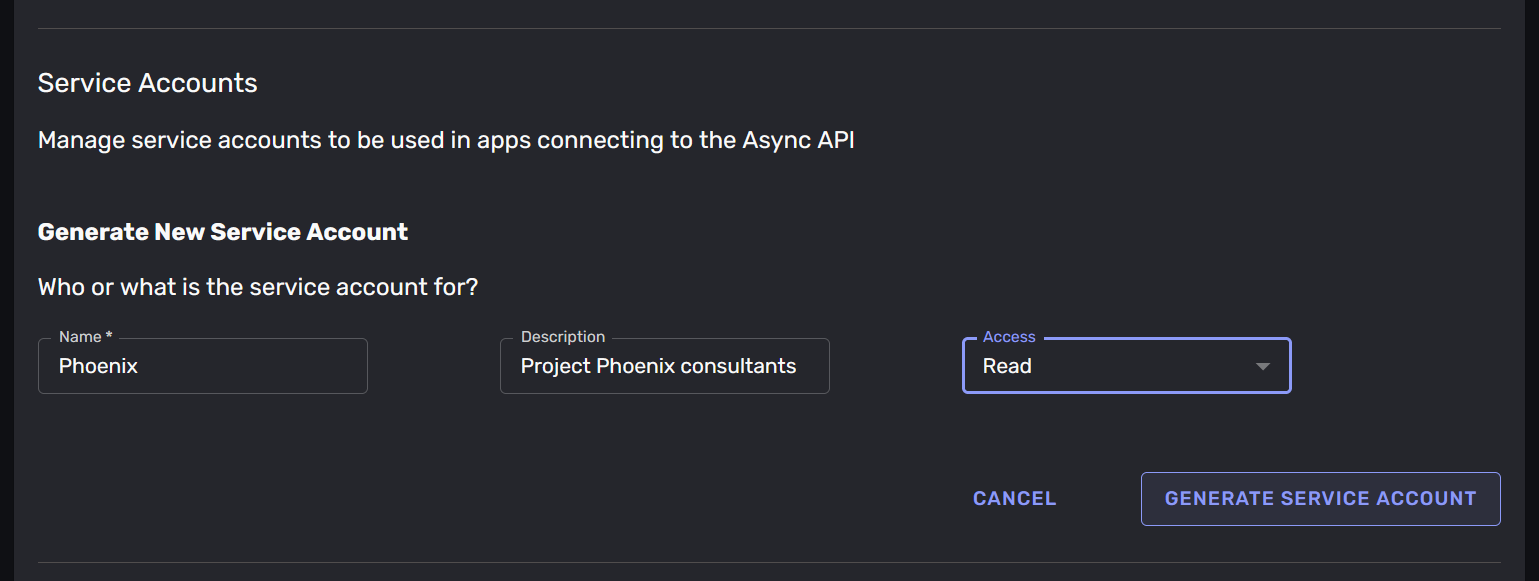 Service Accounts
Manage service accounts to be used in apps connecting to the Async API
Generate New Service Account
Who or what is the service account for?
Name *
Phoenix
Description
Project Phoenix consultants
Access
Read
CANCEL
GENERATE SERVICE ACCOUNT